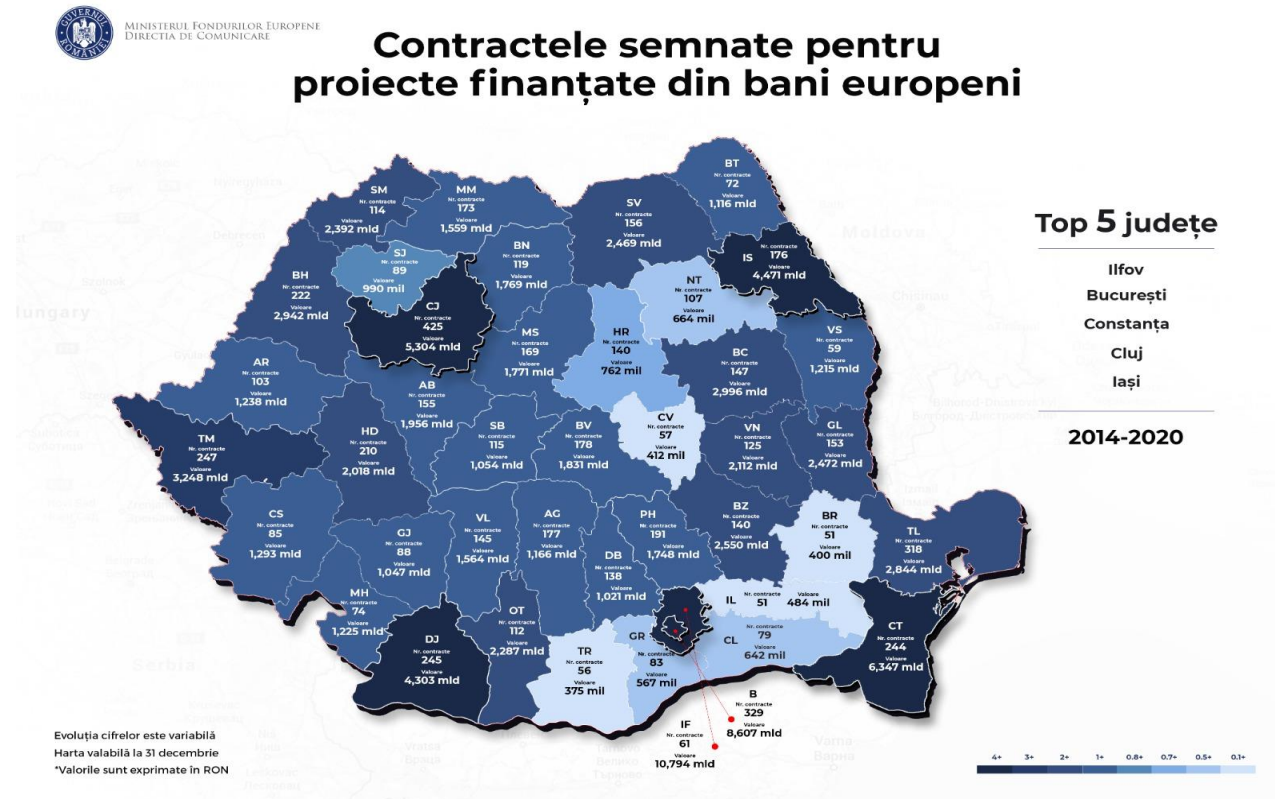 GUVERNUL ROMÂNIEI
MINISTERUL FONDURILOR EUROPENE
DIRECTIA DE COMUNICARE
Contractele semnate pentru
proiecte finanțate din bani europeni
BT
Nr. contracte
72
Valoare
1,116 mld
SM
Nr. contracte
114
Valoare
2,392 mld
MM
Nr. contracte
173
Valoare
1,559 mld
SV
Nr. contracte
156
Valoare
2,469 mld
IS
Nr. contracte
176
Valoare
4,471 mld
SJ
Nr. contracte
89
Valoare
990 mil
BN
Nr. contracte
119
Valoare
1,769 mld
BH
Nr. contracte
222
Valoare
2,942 mld
CJ
Nr. contracte
425
Valoare
5,304 mld
NT
Nr. contracte
107
Valoare
664 mil
HR
Nr. contracte
140
Valoare
762 mil
MS
Nr. contracte
169
Valoare
1,771 mld
VS
Nr. contracte
59
Valoare
1,215 mld
BC
Nr. contracte
147
Valoare
2,996 mld
AR
Nr. contracte
103
Valoare
1,238 mld
AB
Nr. contracte
155
Valoare
1,956 mld
CV
Nr. contracte
57
Valoare
412 mil
TM
Nr. contracte
247
Valoare
3,248 mld
HD
Nr. contracte
210
Valoare
2,018 mld
SB
Nr. contracte
115
Valoare
1,054 mld
BV
Nr. contracte
178
Valoare
1,831 mld
VN
Nr. contracte
125
Valoare
2,112 mld
GL
Nr. contracte
153
Valoare
2,472 mld
CS
Nr. contracte
85
Valoare
1,293 mld
GJ
Nr. contracte
88
Valoare
1,047 mld
VL
Nr. contracte
145
Valoare
1,564 mld
AG
Nr. contracte
177
Valoare
1,166 mld
DB
Nr. contracte
138
Valoare
1,021 mld
PH
Nr. contracte
191
Valoare
1,748 mld
BZ
Nr. contracte
140
Valoare
2,550 mld
BR
Nr. contracte
51
Valoare
400 mil
TL
Nr. contracte
318
Valoare
2,844 mld
MH
Nr. contracte
74
Valoare
1,225 mld
DJ
Nr. contracte
245
Valoare
4,303 mld
OT
Nr. contracte
112
Valoare
2,287 mld
TR
Nr. contracte
56
Valoare
375 mil
GR
Nr. contracte
83
Valoare
567 mil
IL
Nr. contracte
51
Valoare
484 mil
CL
Nr. contracte
79
Valoare
642 mil
CT
Nr. contracte
244
Valoare
6,347 mld
B
Nr. contracte
329
Valoare
8,607 mld
IF
Nr. contracte
61
Valoare
10,794 mld
Top 5 județe
Ilfov
București
Constanța
Cluj
Iași
2014-2020
Evoluția cifrelor este variabilă
Harta valabilă la 31 decembrie
*Valorile sunt exprimate în RON
4+ 3+ 2+ 1+ 0.8+ 0.7+ 0.5+ 0.1+
Moldova
Serbia